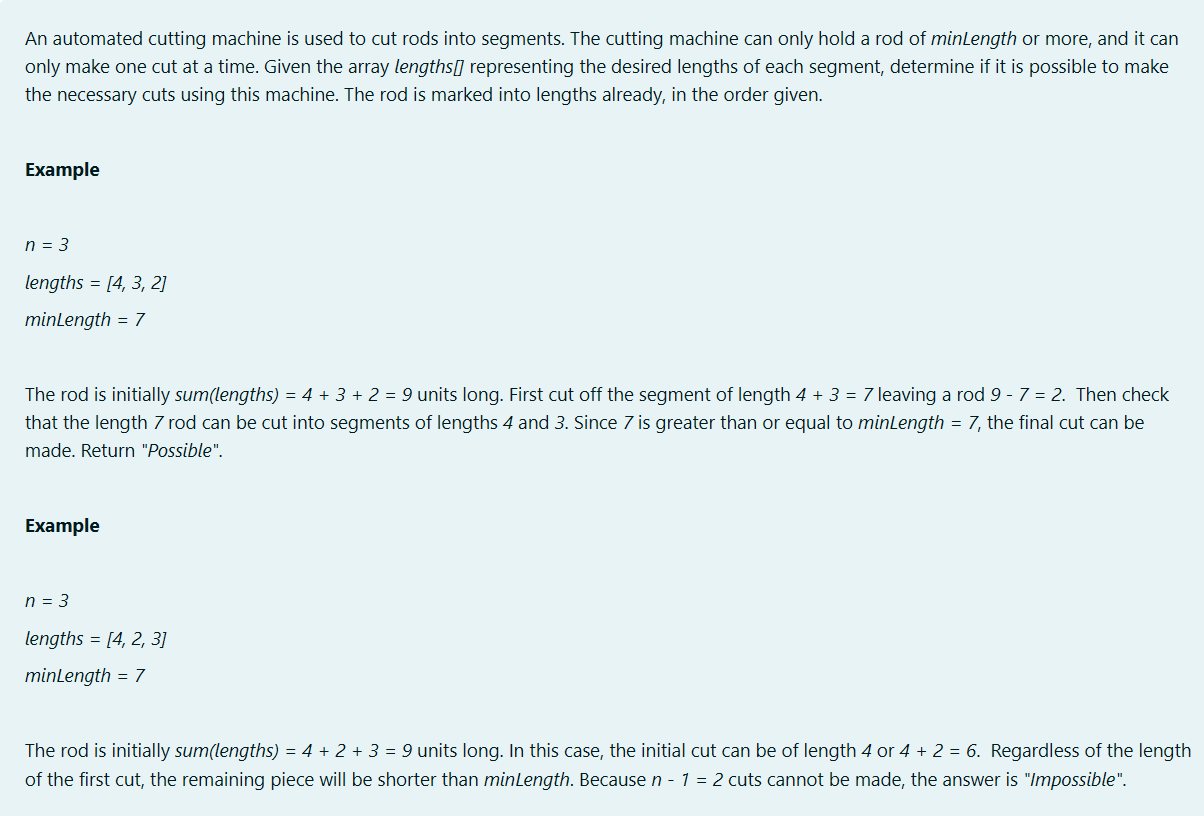 An automated cutting machine is used to cut rods into segments. The cutting machine can only hold a rod of minLength or more, and it can
only make one cut at a time. Given the array lengths[] representing the desired lengths of each segment, determine if it is possible to make
the necessary cuts using this machine. The rod is marked into lengths already, in the order given.
Example
n = 3
lengths = [4, 3, 2]
minLength = 7
The rod is initially sum(lengths) = 4 + 3 + 2 = 9 units long. First cut off the segment of length 4 + 3 = 7 leaving a rod 9 - 7 = 2. Then check
that the length 7 rod can be cut into segments of lengths 4 and 3. Since 7 is greater than or equal to minLength = 7, the final cut can be
made. Return "Possible".
Example
n = 3
lengths = [4, 2, 3]
minLength = 7
The rod is initially sum(lengths) = 4 + 2 + 3 = 9 units long. In this case, the initial cut can be of length 4 or 4 + 2 = 6. Regardless of the length
of the first cut, the remaining piece will be shorter than minLength. Because n - 1 = 2 cuts cannot be made, the answer is "Impossible".